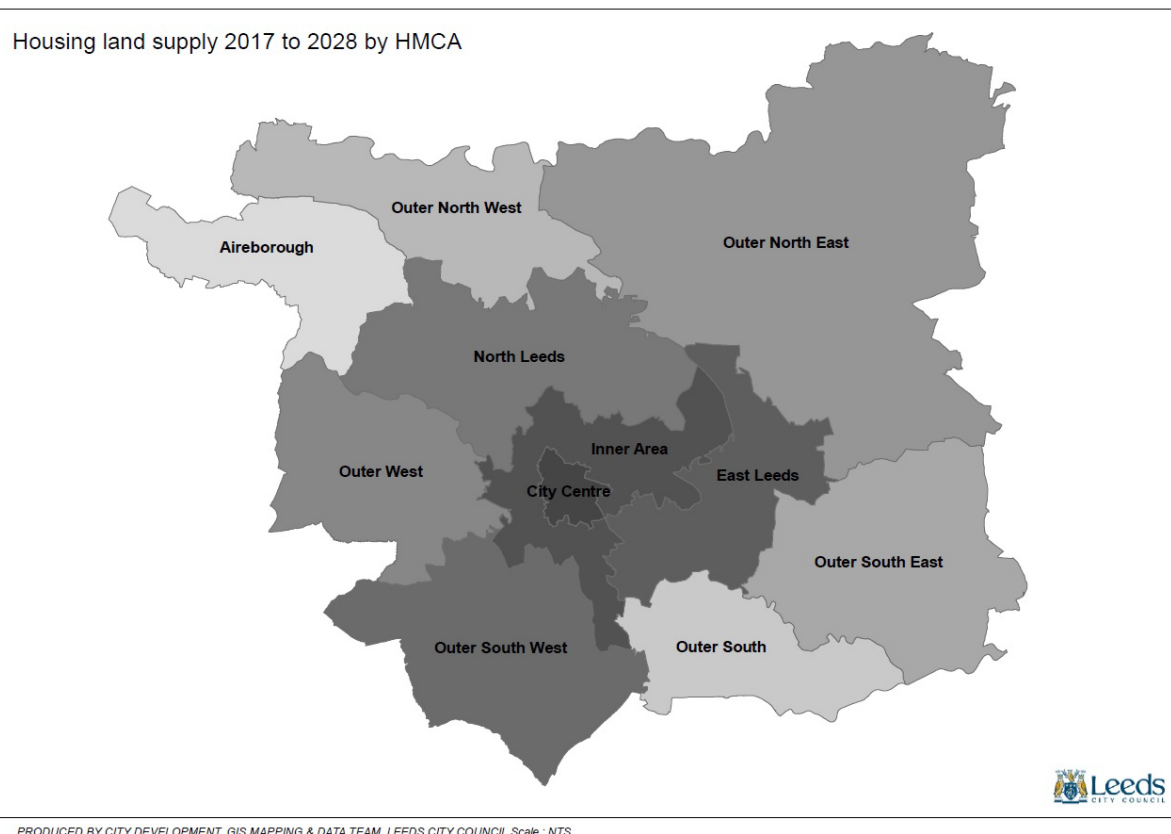 Housing land supply 2017 to 2028 by HMCA
Outer North West
Outer North East
Aireborough
North Leeds
Inner Area
Outer West
East Leeds
City Centre
Outer South East
Outer South West
Outer South
Leeds
CITY COUNCIL
PRODUCED BY CITY DEVELOPMENT, GIS MAPPING & DATA TEAM, LEEDS CITY COUNCIL Scale : NTS